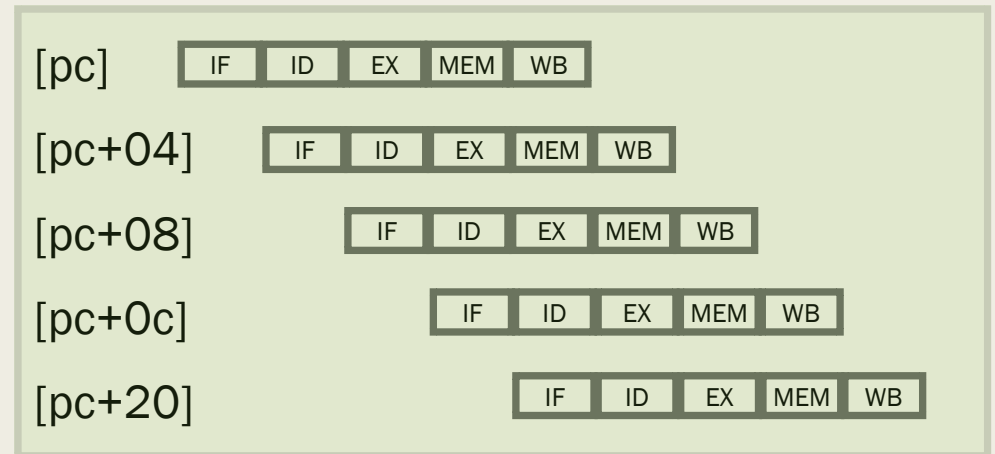 [pc] IF ID EX MEM WB
[pc+04] IF ID EX MEM WB
[pc+08] IF ID EX MEM WB
[pc+0c] IF ID EX MEM WB
[pc+20] IF ID EX MEM WB